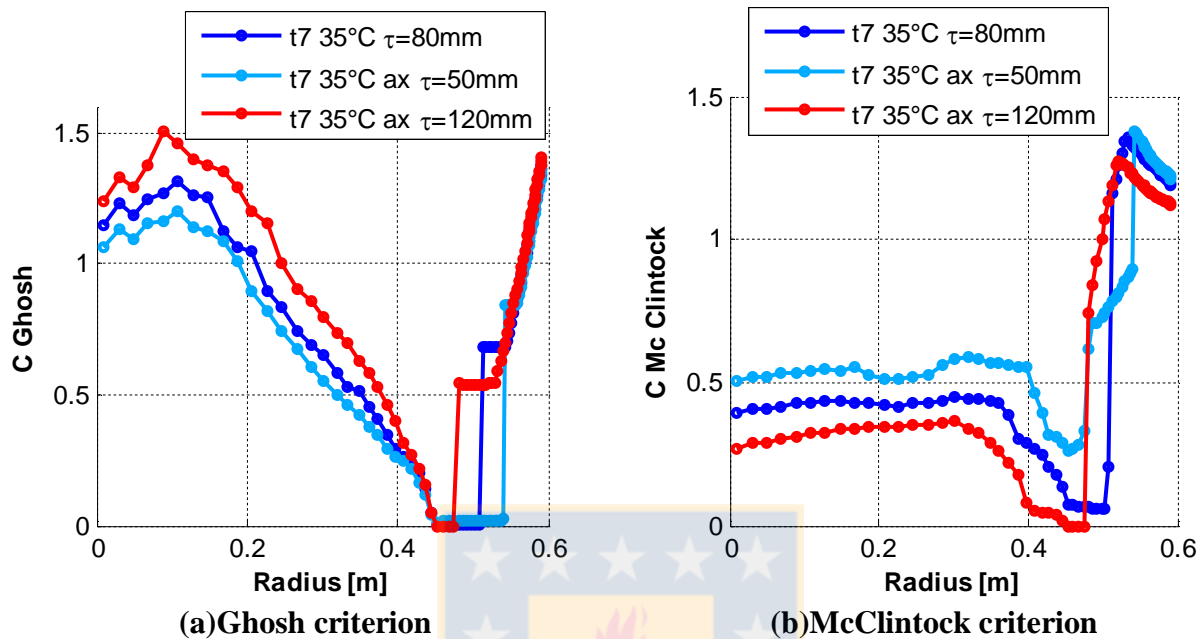 t7 35°C τ=80mm
t7 35°C ax τ=50mm
t7 35°C ax τ=120mm
1.5
1
0.5
0
C Ghosh
0
0.2
0.4
0.6
Radius [m]
(a)Ghosh criterion
t7 35°C τ=80mm
t7 35°C ax τ=50mm
t7 35°C ax τ=120mm
1.5
1
0.5
0
C Mc Clintock
0
0.2
0.4
0.6
Radius [m]
(b)McClintock criterion